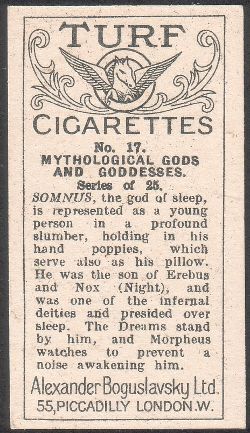 TURF
CIGARETTES
No. 17.
MYTHOLOGICAL GODS
AND GODDESSES.
Series of 25.
SOMNUS, the god of sleep,
is represented as a young
person in a profound
slumber, holding in his
hand poppies, which
serve also as his pillow.
He was the son of Erebus
and Nox (Night), and
was one of the infernal
deities and presided over
sleep. The Dreams stand
by him, and Morpheus
watches to prevent a
noise awakening him.
Alexander Boguslavsky Ltd.
55, PICCADILLY LONDON.W.